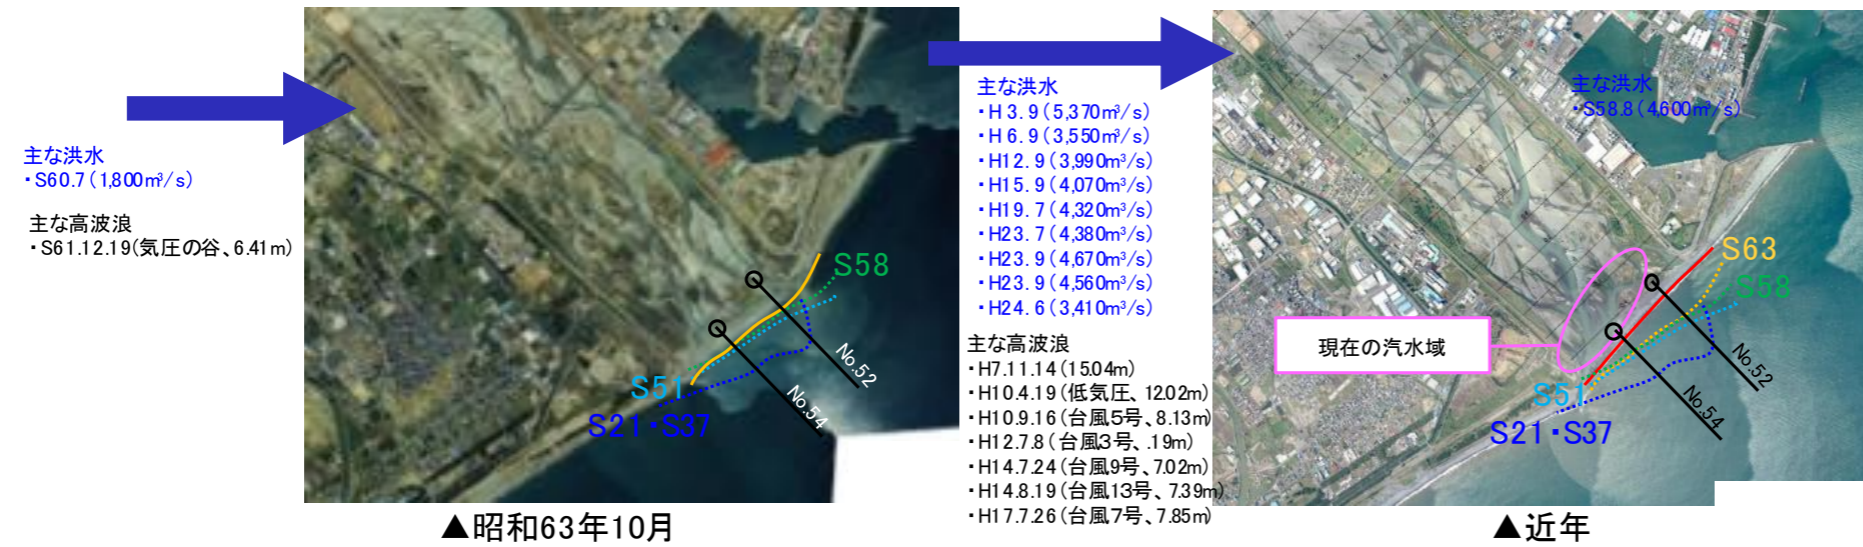 主な洪水
・S60.7(1,800m³/s)
主な高波浪
・S61.12.19(気圧の谷、6.41m)
S58
S51
S21・S37
No.52
No.54
▲昭和63年10月
主な洪水
・H3.9(5,370m³/s)
・H6.9(3,550m³/s)
・H12.9(3,990m³/s)
・H15.9(4,070m³/s)
・H19.7(4,320m³/s)
・H23.7(4,380m³/s)
・H23.9(4,670m³/s)
・H23.9(4,560m³/s)
・H24.6(3,410m³/s)
主な高波浪
・H7.11.14(15.04m)
・H10.4.19(低気圧、12.02m)
・H10.9.16(台風5号、8.13m)
・H12.7.8(台風3号、.19m)
・H14.7.24(台風9号、7.02m)
・H14.8.19(台風13号、7.39m)
・H17.7.26(台風7号、7.85m)
主な洪水
・S58.8(4,600m³/s)
S63
S58
現在の汽水域
S51
S21・S37
No.52
No.54
▲近年